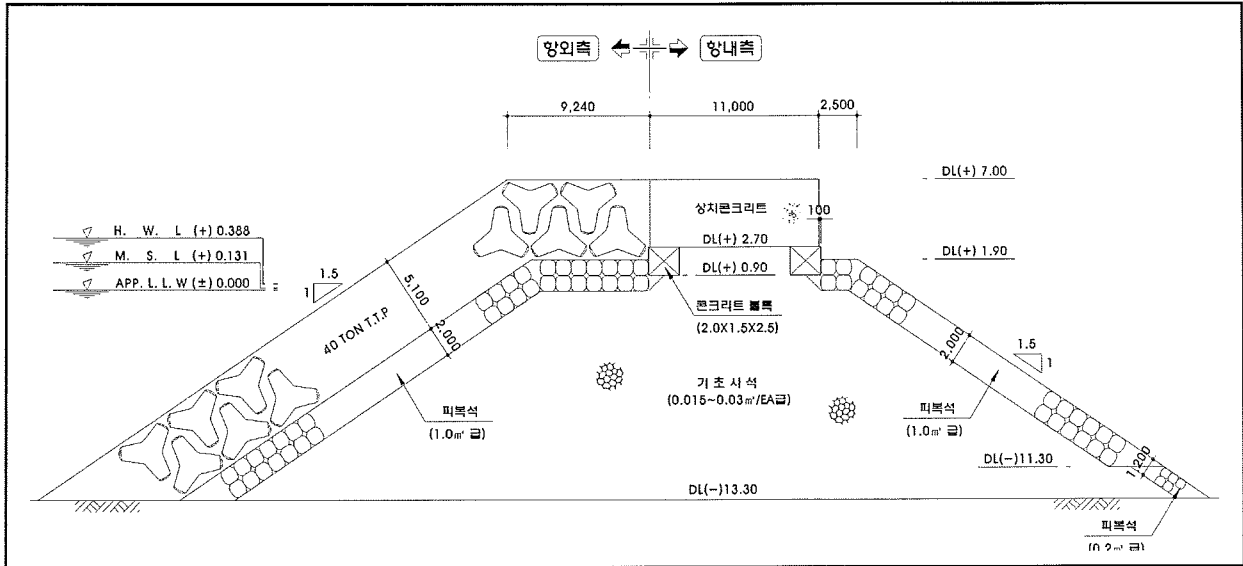 항외측 항내측
9,240 11,000 2,500
DL(+) 7.00
상치콘크리트 100
H. W. L (+) 0.388
DL(+) 2.70 DL(+) 1.90
M. S. L (+) 0.131
DL(+) 0.90
APP. L. L. W (±) 0.000
1.5
1
5,100
콘크리트 블록
(2.0X1.5X2.5)
40 TON T.T.P
2,000
2,000
1.5
1
기 초 사 석
(0.015~0.03㎥/EA급)
피복석
(1.0㎥ 급)
피복석
(1.0㎥ 급)
DL(-)11.30
1,200
DL(-)13.30
피복석
(0.2㎥ 급)